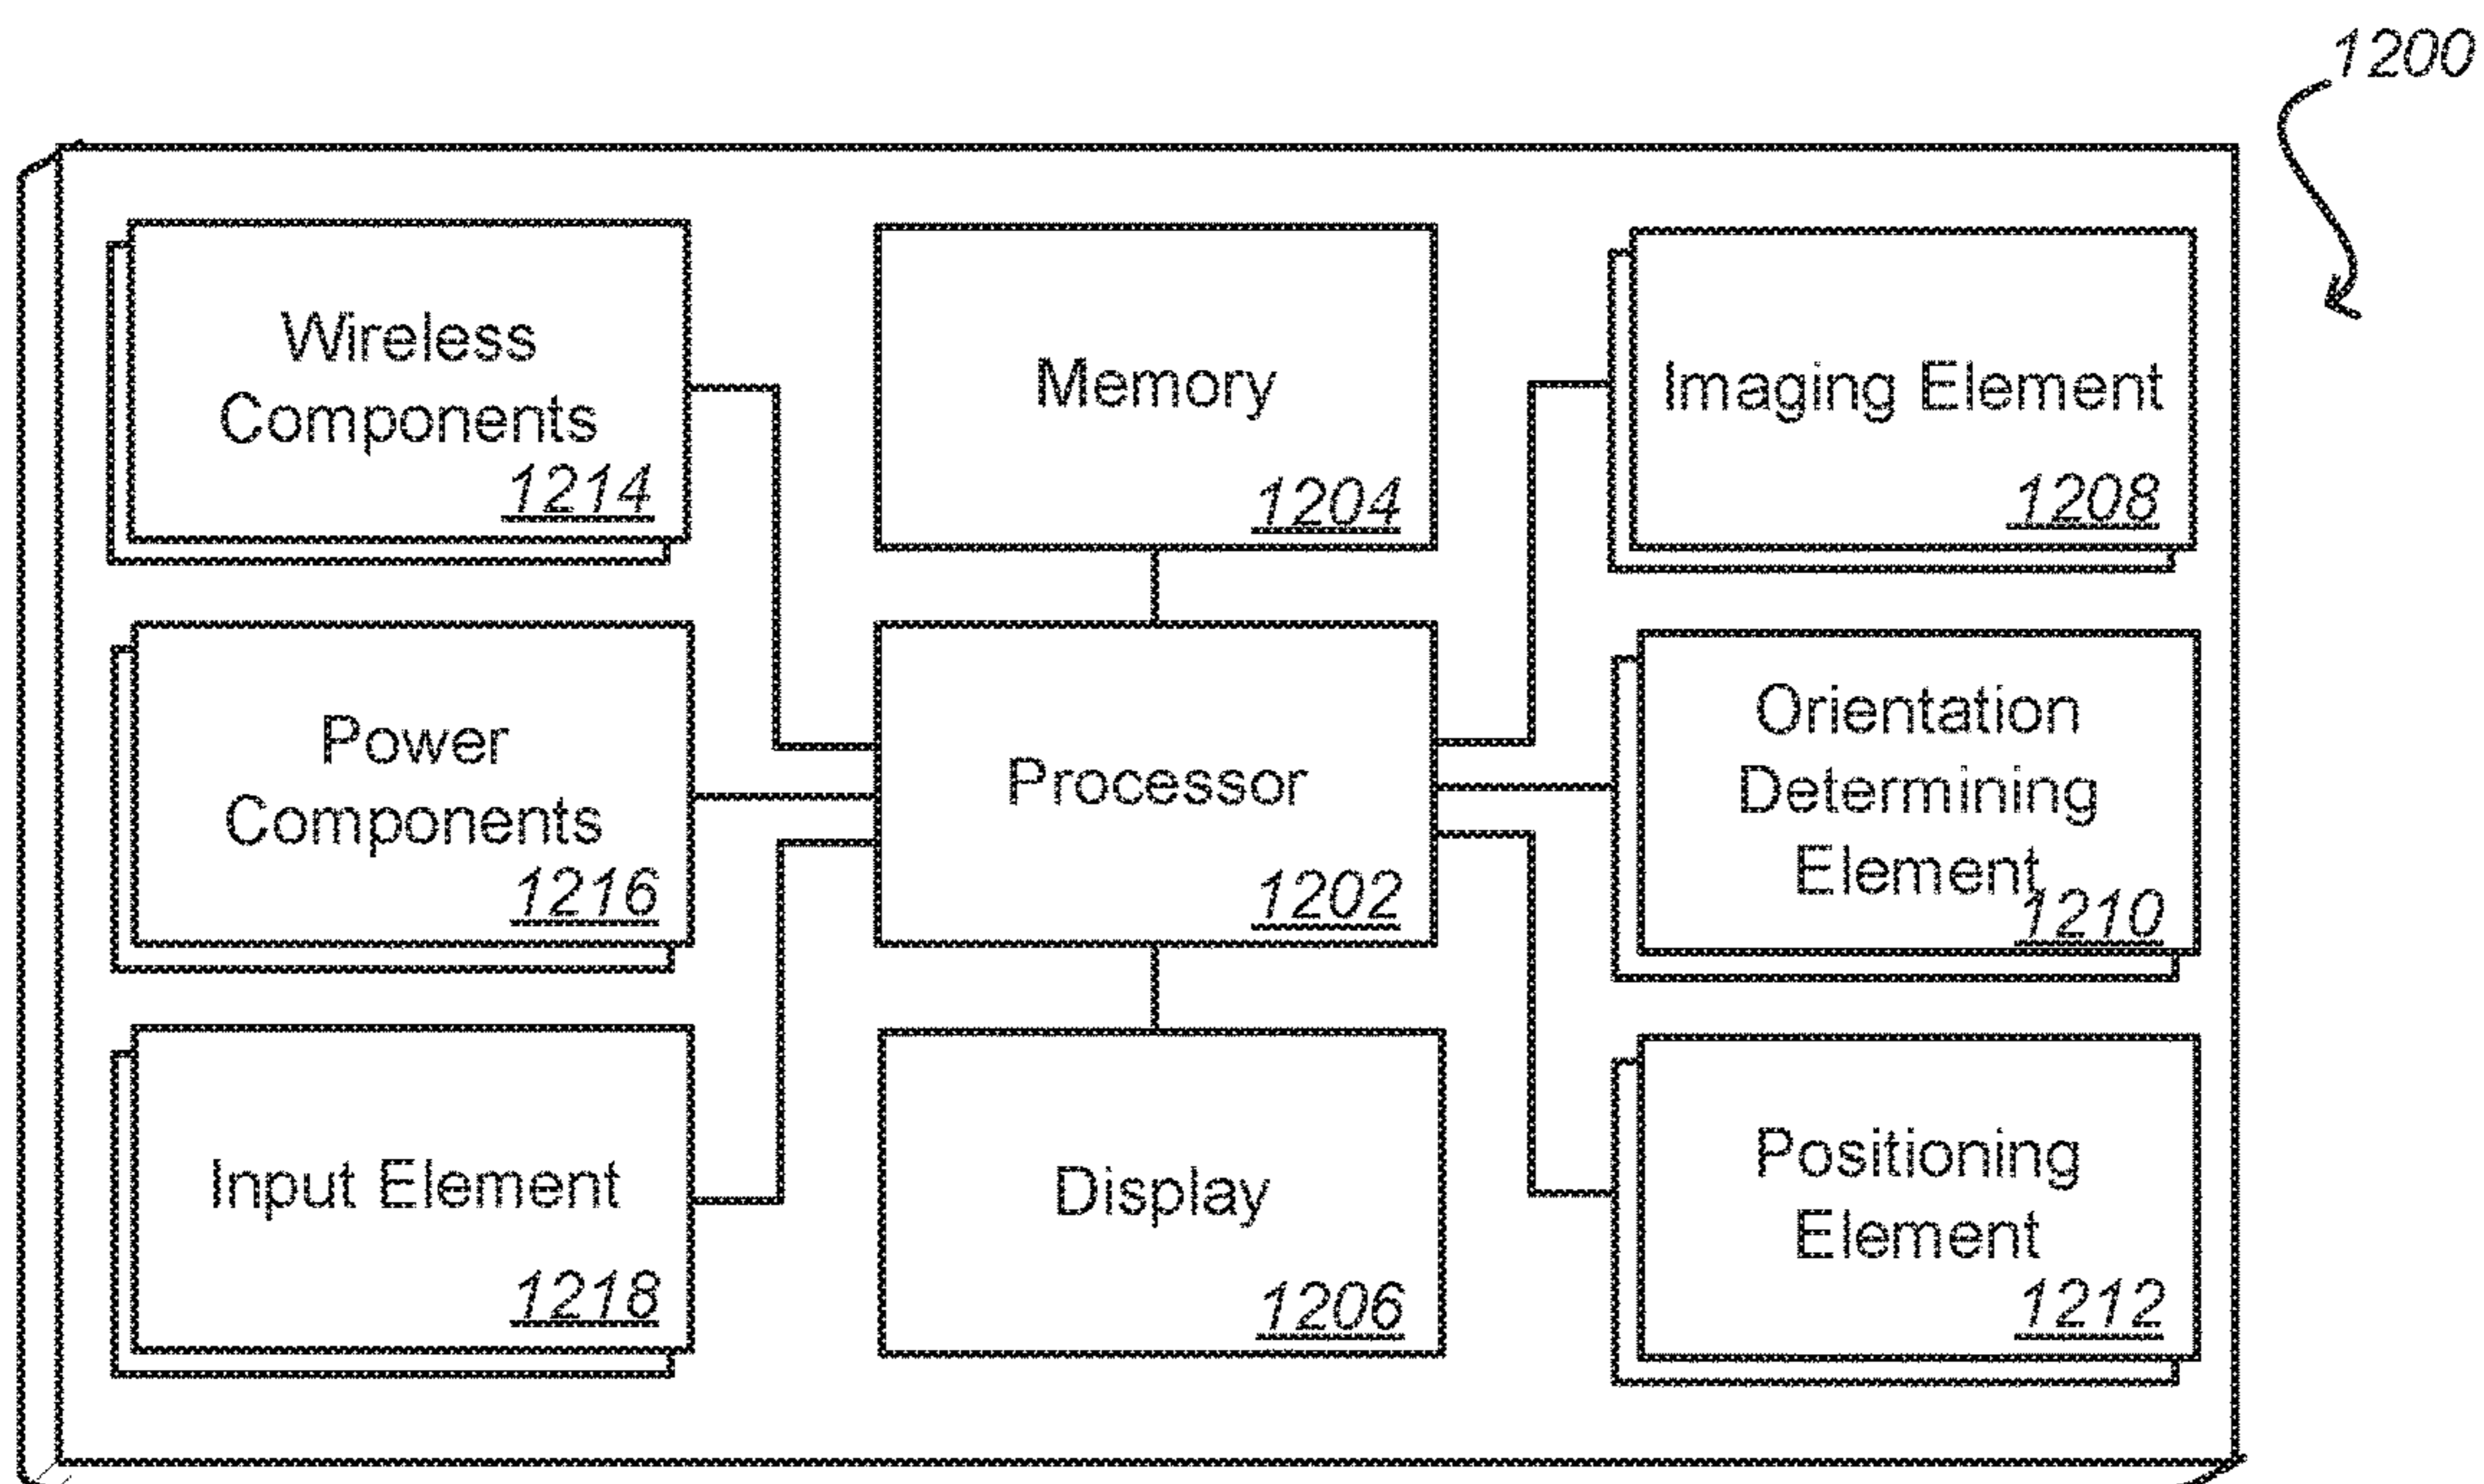 1200
Wireless
Components
1214
Memory
1204
Imaging Element
1208
Power
Components
1216
Processor
1202
Orientation
Determining
Element
1210
Input Element
1218
Display
1206
Positioning
Element
1212